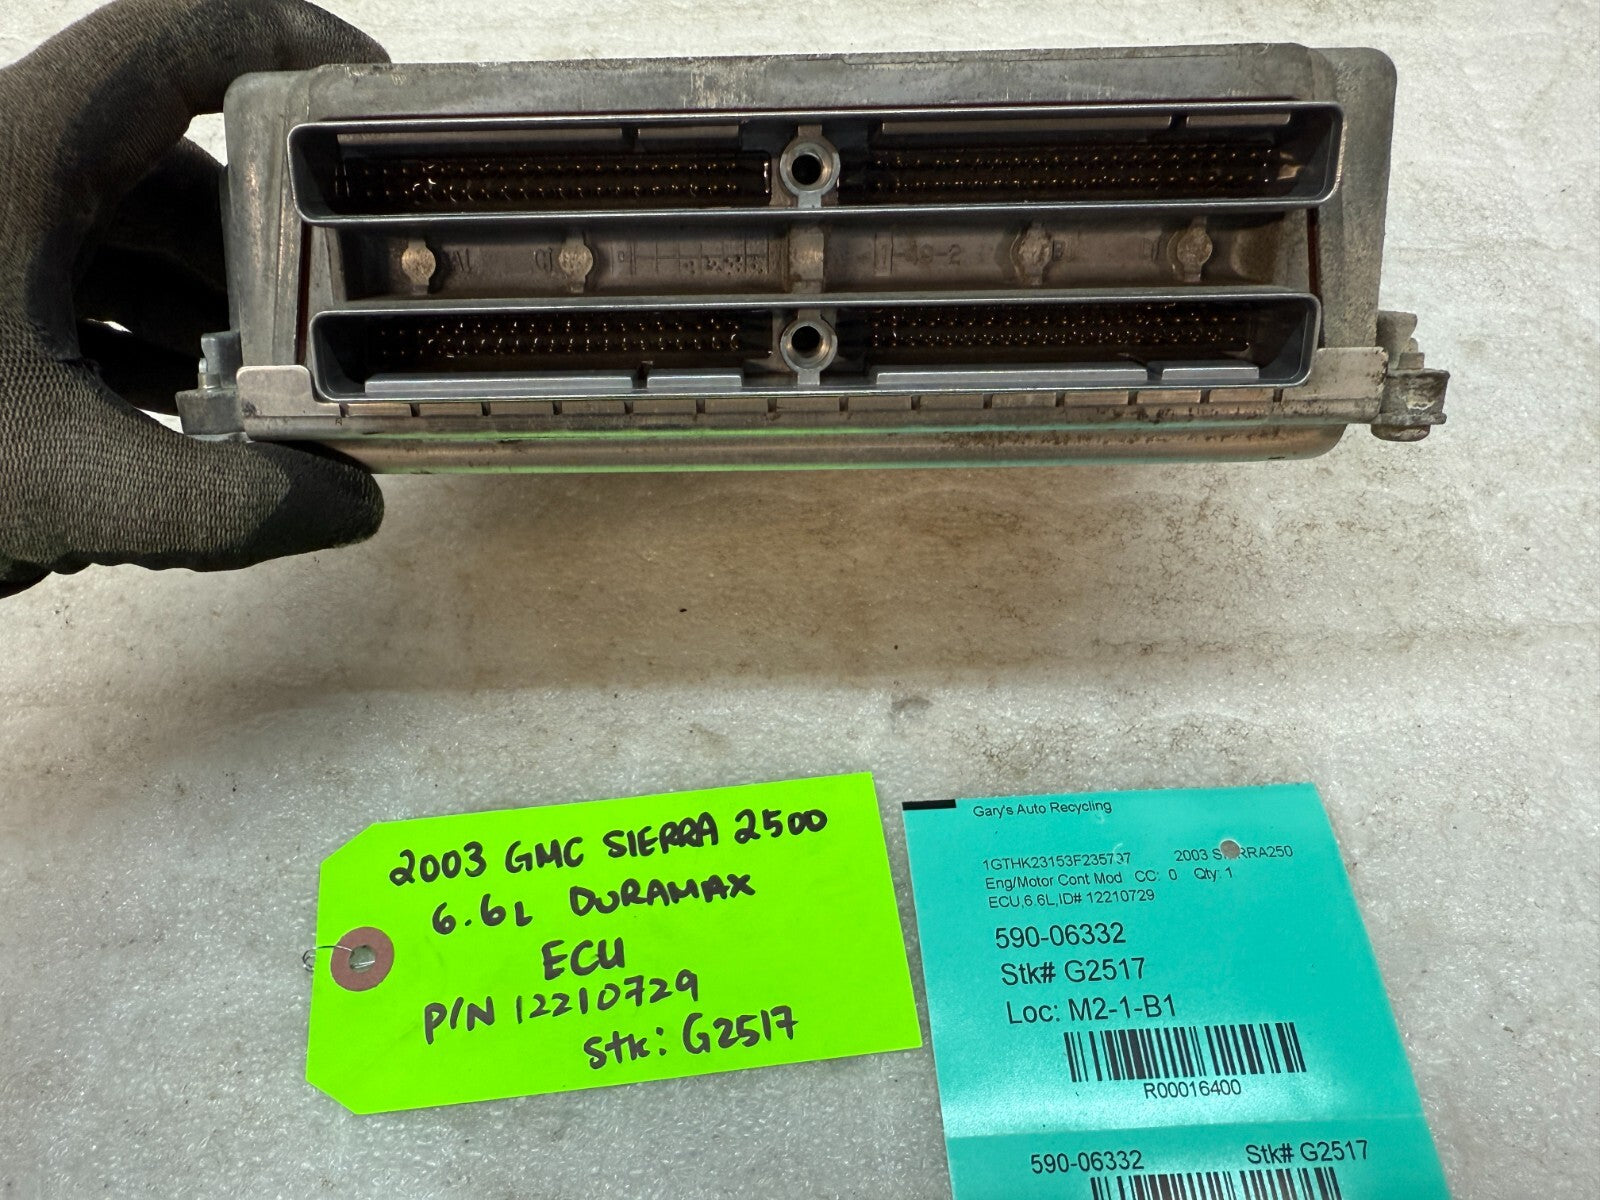 2003 GMC SIERRA 2500
6.6L DURAMAX
ECU
P/N 12210729
Stk: G2517
Gary's Auto Recycling
1GTHK23153F235737 2003
Eng/Motor Cont Mod CC: 0 Qty: 1
ECU,6.6L,ID# 12210729
590-06332
Stk# G2517
Loc: M2-1-B1
R00016400
590-06332 Stk# G2517